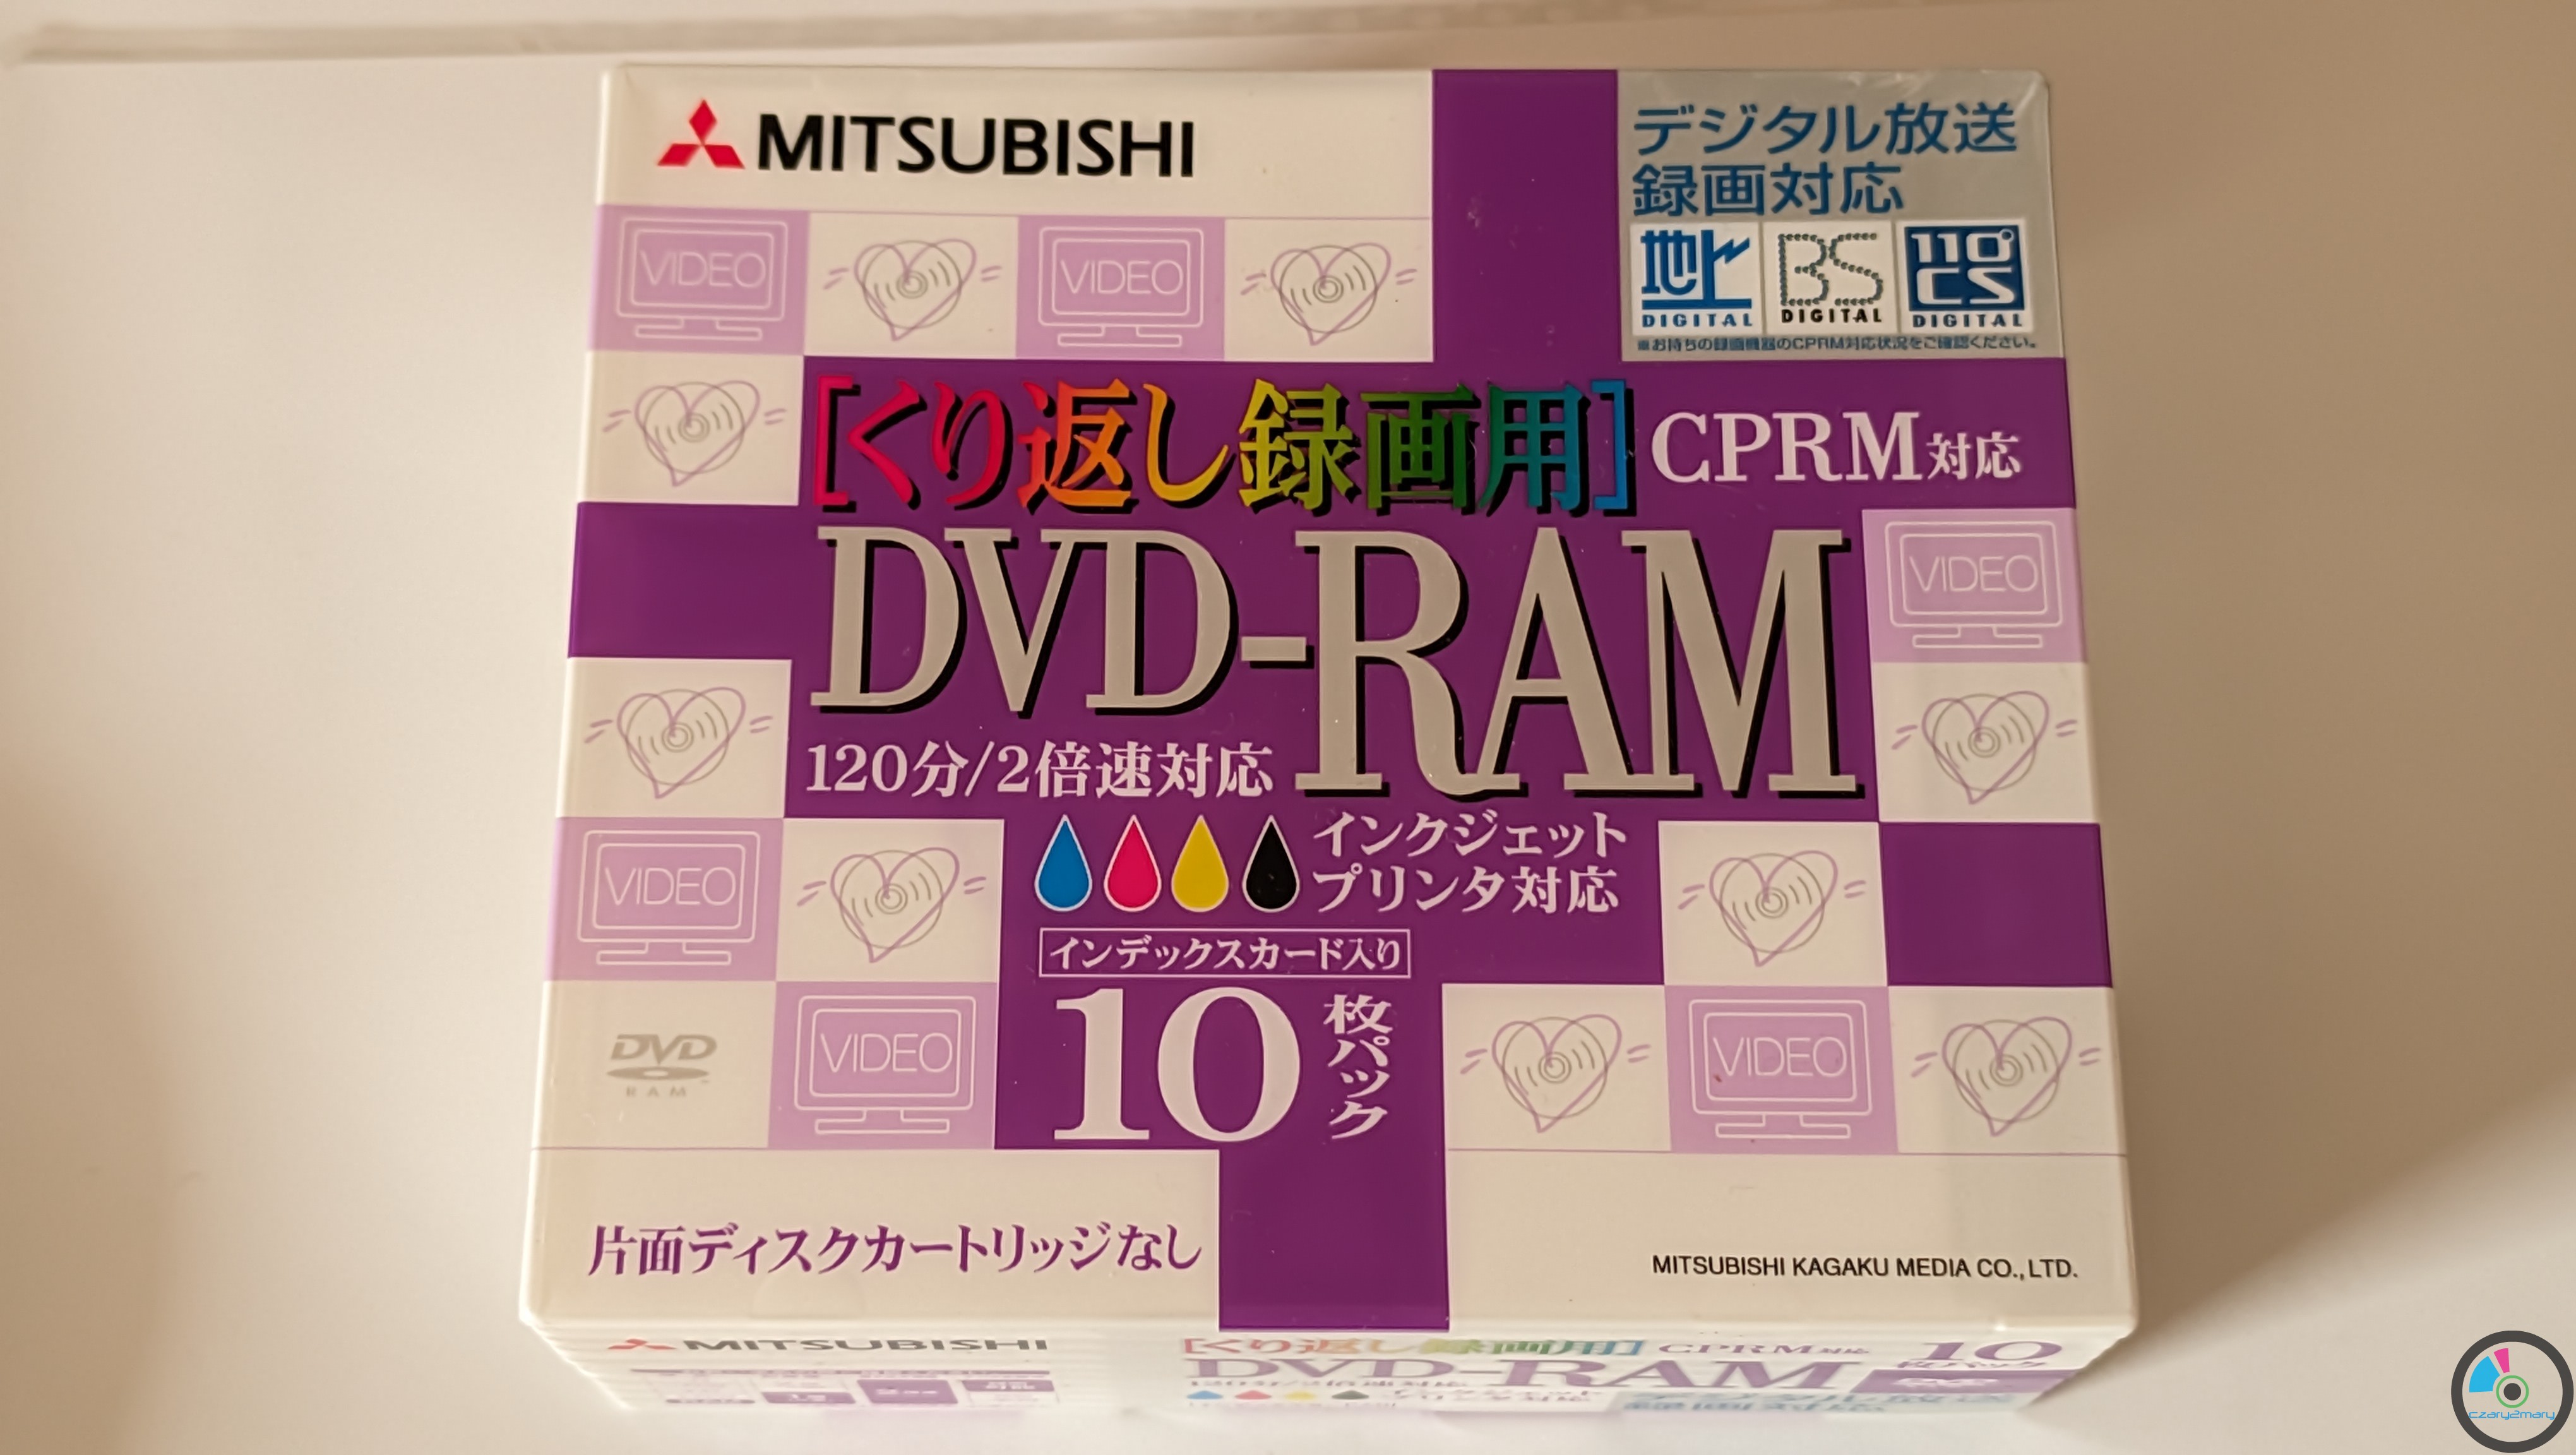 MITSUBISHI
デジタル放送
録画対応
地上 DIGITAL
BS DIGITAL
110° CS DIGITAL
※お持ちの録画機器のCPRM対応状況をご確認ください。
VIDEO
VIDEO
[くり返し録画用] CPRM対応
DVD-RAM
VIDEO
120分/2倍速対応
インクジェット
プリンタ対応
VIDEO
インデックスカード入り
10枚パック
DVD
RAM
VIDEO
VIDEO
片面ディスクカートリッジなし
MITSUBISHI KAGAKU MEDIA CO., LTD.
MITSUBISHI
[くり返し録画用] CPRM対応 10
DVD-RAM
czary2mary